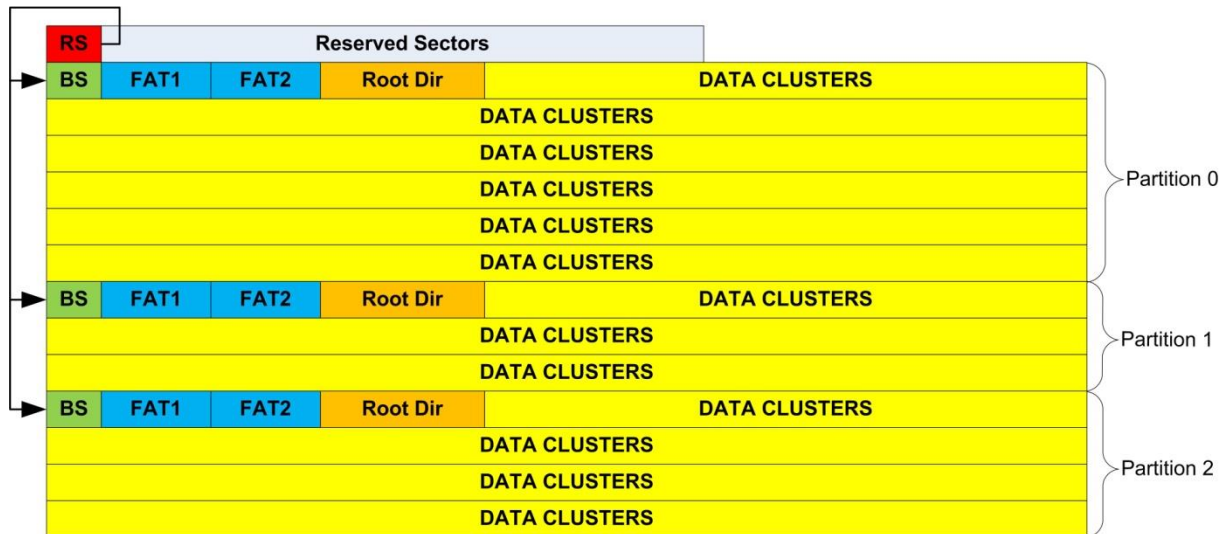 RS Reserved Sectors
BS FAT1 FAT2 Root Dir DATA CLUSTERS
DATA CLUSTERS
DATA CLUSTERS
DATA CLUSTERS
Partition 0
DATA CLUSTERS
DATA CLUSTERS
BS FAT1 FAT2 Root Dir DATA CLUSTERS
DATA CLUSTERS
Partition 1
DATA CLUSTERS
BS FAT1 FAT2 Root Dir DATA CLUSTERS
DATA CLUSTERS
Partition 2
DATA CLUSTERS
DATA CLUSTERS